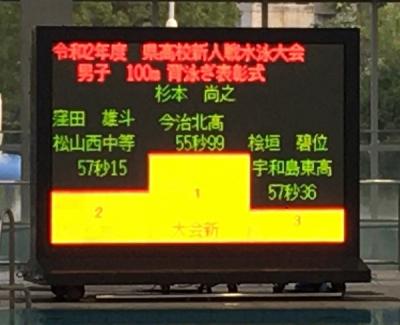 令和2年度 県高校新人戦水泳大会
男子 100m 背泳ぎ表彰式
杉本 尚之
今治北高
55秒99
窪田 雄斗
松山西中等
57秒15
桧垣 碧位
宇和島東高
57秒36
1
2
3
大会新